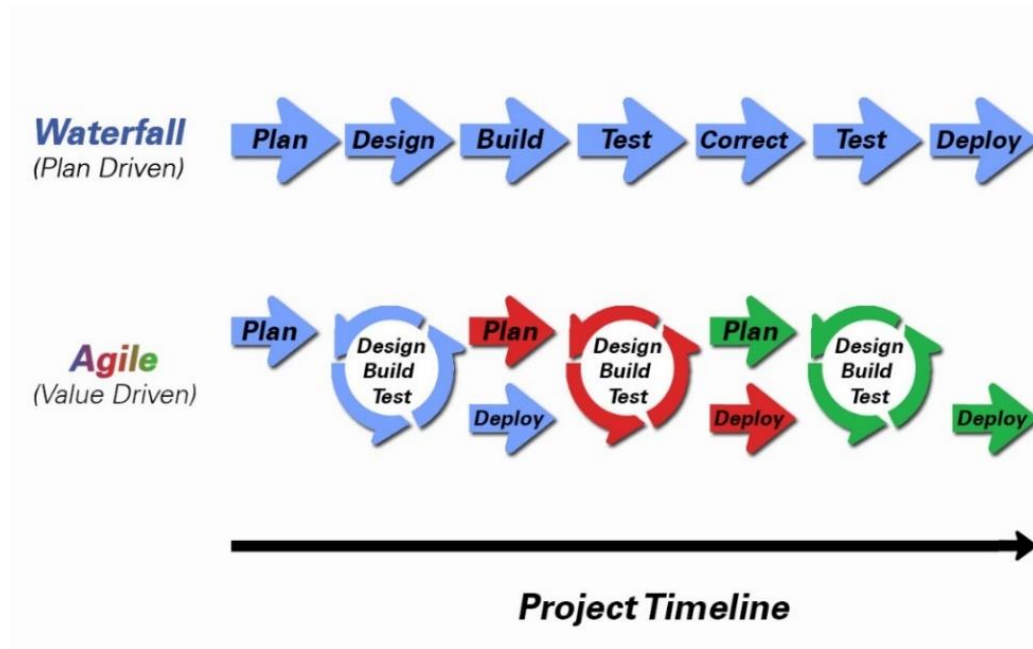 Waterfall
(Plan Driven)
Plan Design Build Test Correct Test Deploy
Agile
(Value Driven)
Plan
Design
Build
Test
Plan
Deploy
Design
Build
Test
Plan
Deploy
Design
Build
Test
Deploy
Project Timeline